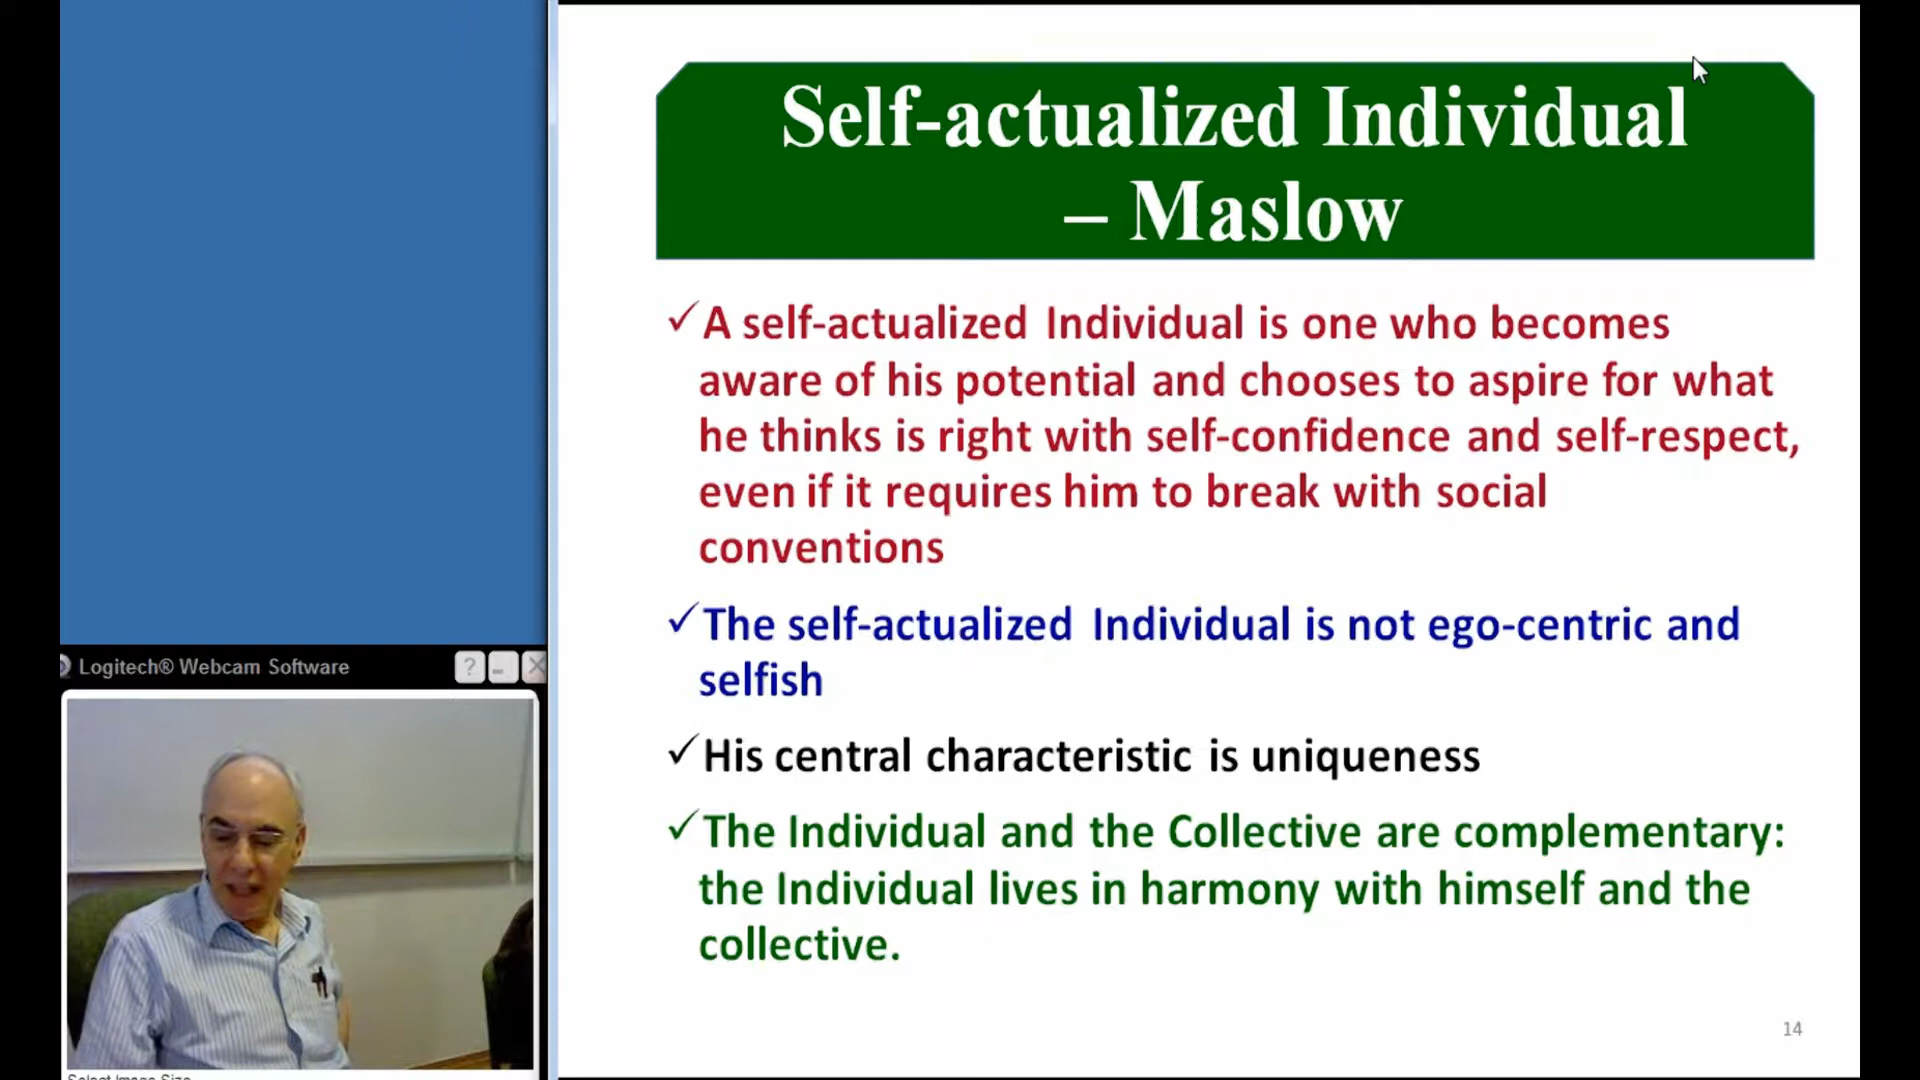 Self-actualized Individual
– Maslow
✓A self-actualized Individual is one who becomes
aware of his potential and chooses to aspire for what
he thinks is right with self-confidence and self-respect,
even if it requires him to break with social
conventions
✓The self-actualized Individual is not ego-centric and
selfish
✓His central characteristic is uniqueness
✓The Individual and the Collective are complementary:
the Individual lives in harmony with himself and the
collective.
14
Logitech® Webcam Software
Select Image Size